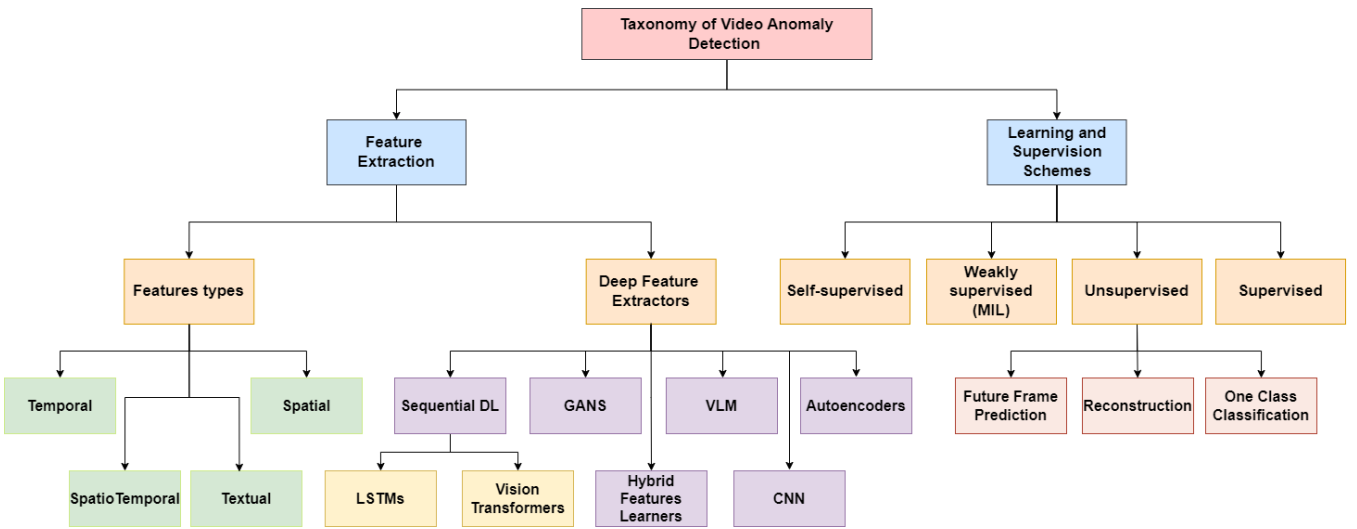 Taxonomy of Video Anomaly
Detection
Feature
Extraction
Learning and
Supervision
Schemes
Features types
Deep Feature
Extractors
Self-supervised
Weakly
supervised
(MIL)
Unsupervised
Supervised
Temporal
Spatial
Sequential DL
GANS
VLM
Autoencoders
Future Frame
Prediction
Reconstruction
One Class
Classification
SpatioTemporal
Textual
LSTMs
Vision
Transformers
Hybrid
Features
Learners
CNN